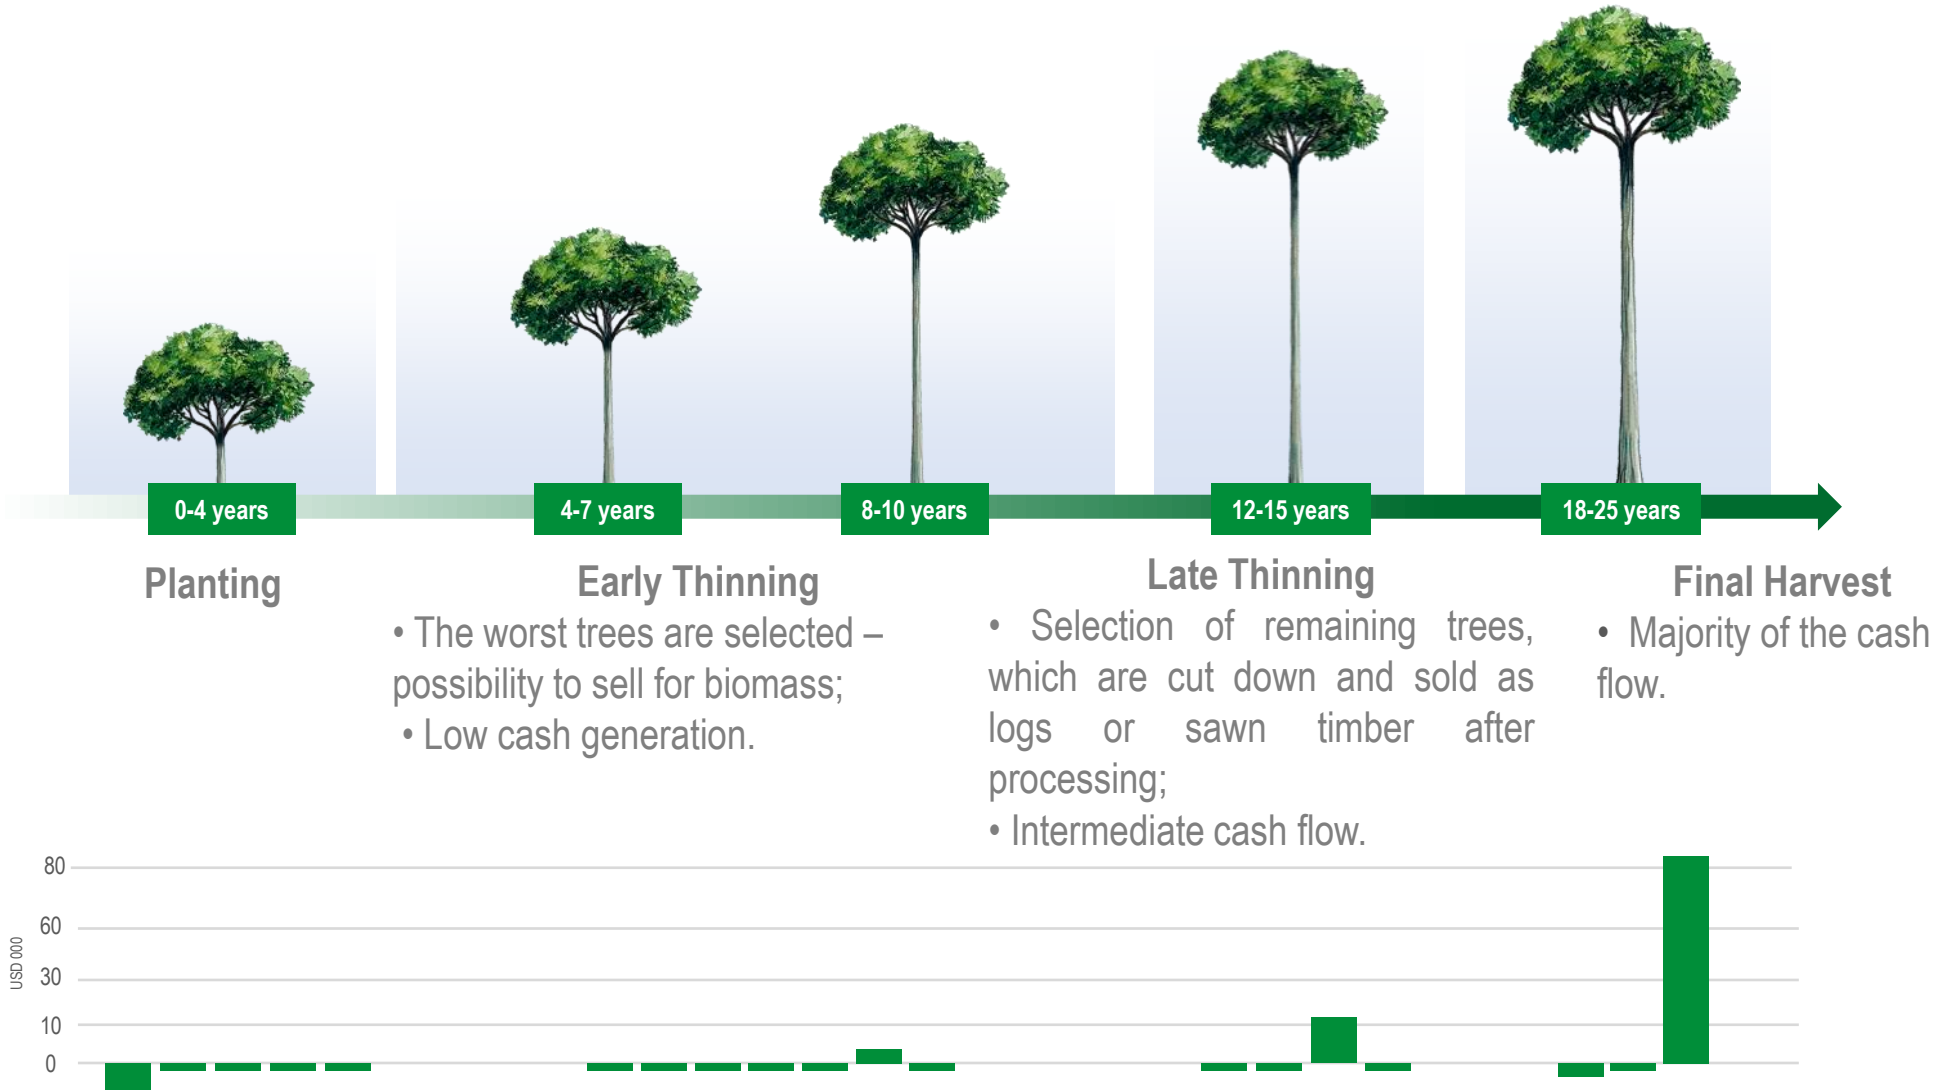 0-4 years
4-7 years
8-10 years
12-15 years
18-25 years
Planting
Early Thinning
• The worst trees are selected –
possibility to sell for biomass;
• Low cash generation.
Late Thinning
• Selection of remaining trees,
which are cut down and sold as
logs or sawn timber after
processing;
• Intermediate cash flow.
Final Harvest
• Majority of the cash
flow.
USD 000
80
60
30
10
0